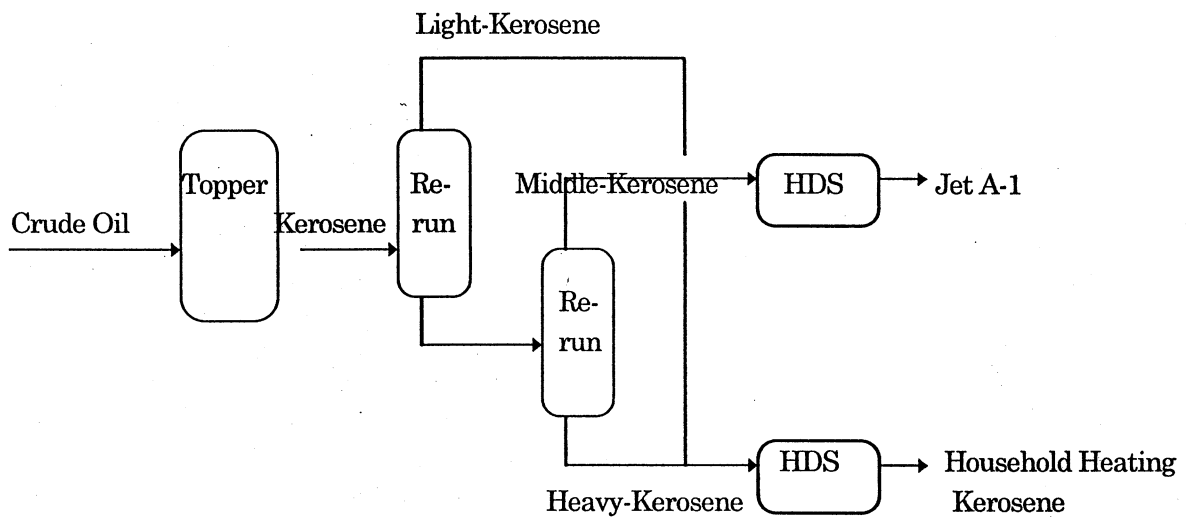 Light-Kerosene
Topper
Re-
run
Middle-Kerosene
HDS
Jet A-1
Crude Oil
Kerosene
Re-
run
HDS
Household Heating
Kerosene
Heavy-Kerosene